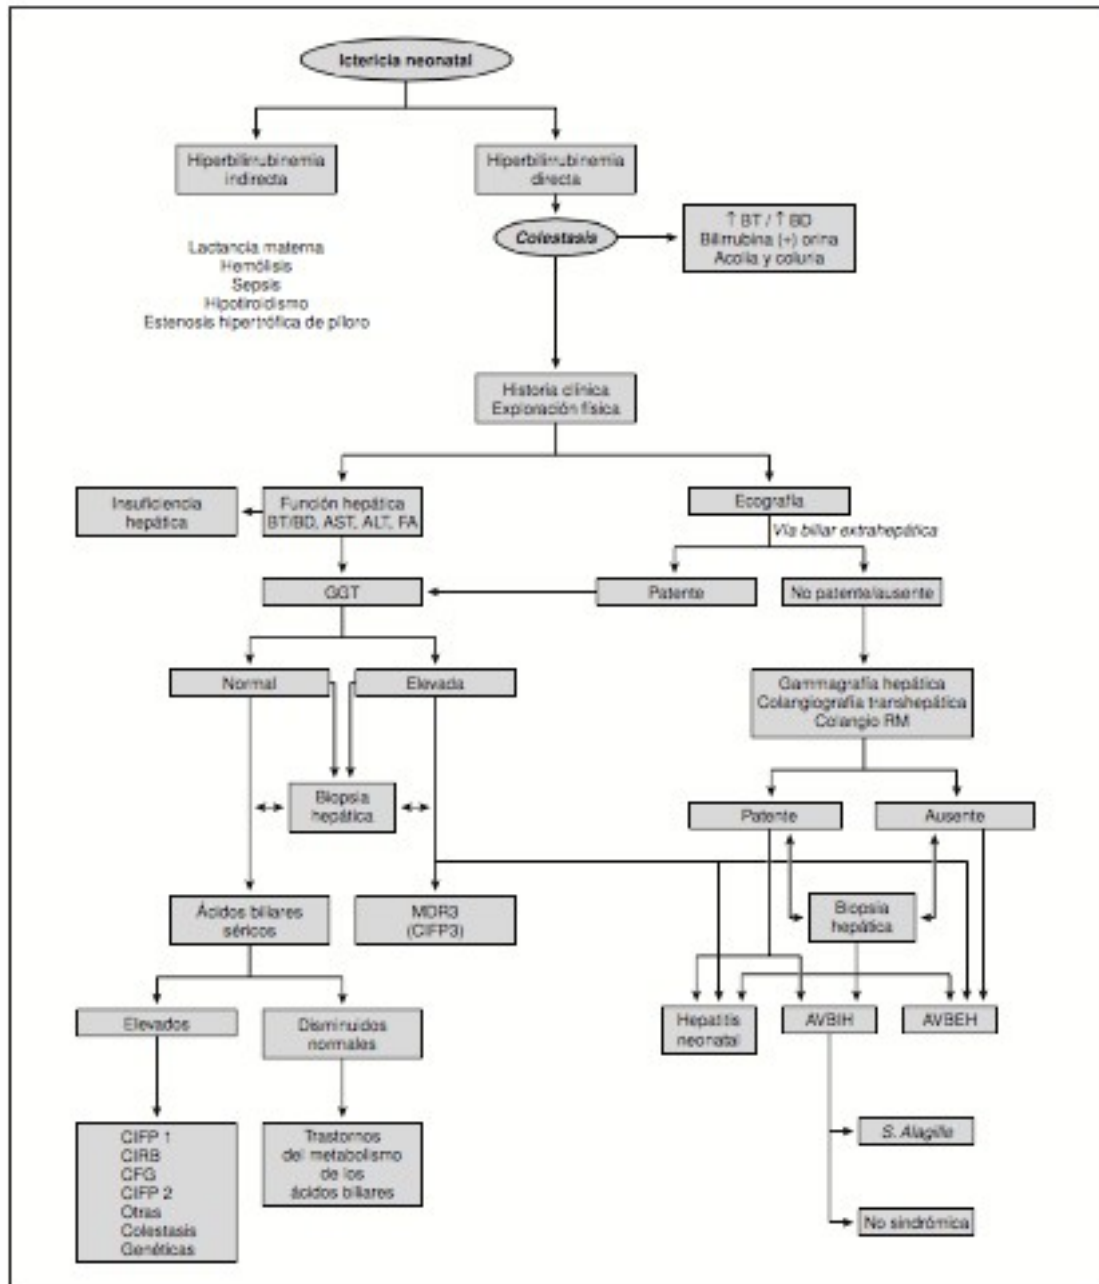 Ictericia neonatal
Hiperbilirrubinemia
indirecta
Hiperbilirrubinemia
directa
Colestasis
↑ BT / ↑ BD
Bilirrubina (+) orina
Acolia y coluria
Lactancia materna
Hemólisis
Sepsis
Hipotiroidismo
Estenosis hipertrófica de píloro
Historia clínica
Exploración física
Insuficiencia
hepática
Función hepática
BT/BD, AST, ALT, FA
Ecografía
Vía biliar extrahepática
GGT
Patente
No patente/ausente
Normal
Elevada
Gammagrafía hepática
Colangiografía transhepática
Colangio RM
Biopsia
hepática
Patente
Ausente
Ácidos biliares
séricos
MDR3
(CIFP3)
Biopsia
hepática
Elevados
Disminuidos
normales
Hepatitis
neonatal
AVBIH
AVBEH
CIFP 1
CIRB
CFG
CIFP 2
Otras
Colestasis
Genéticas
Trastornos
del metabolismo
de los
ácidos biliares
S. Alagille
No sindrómica